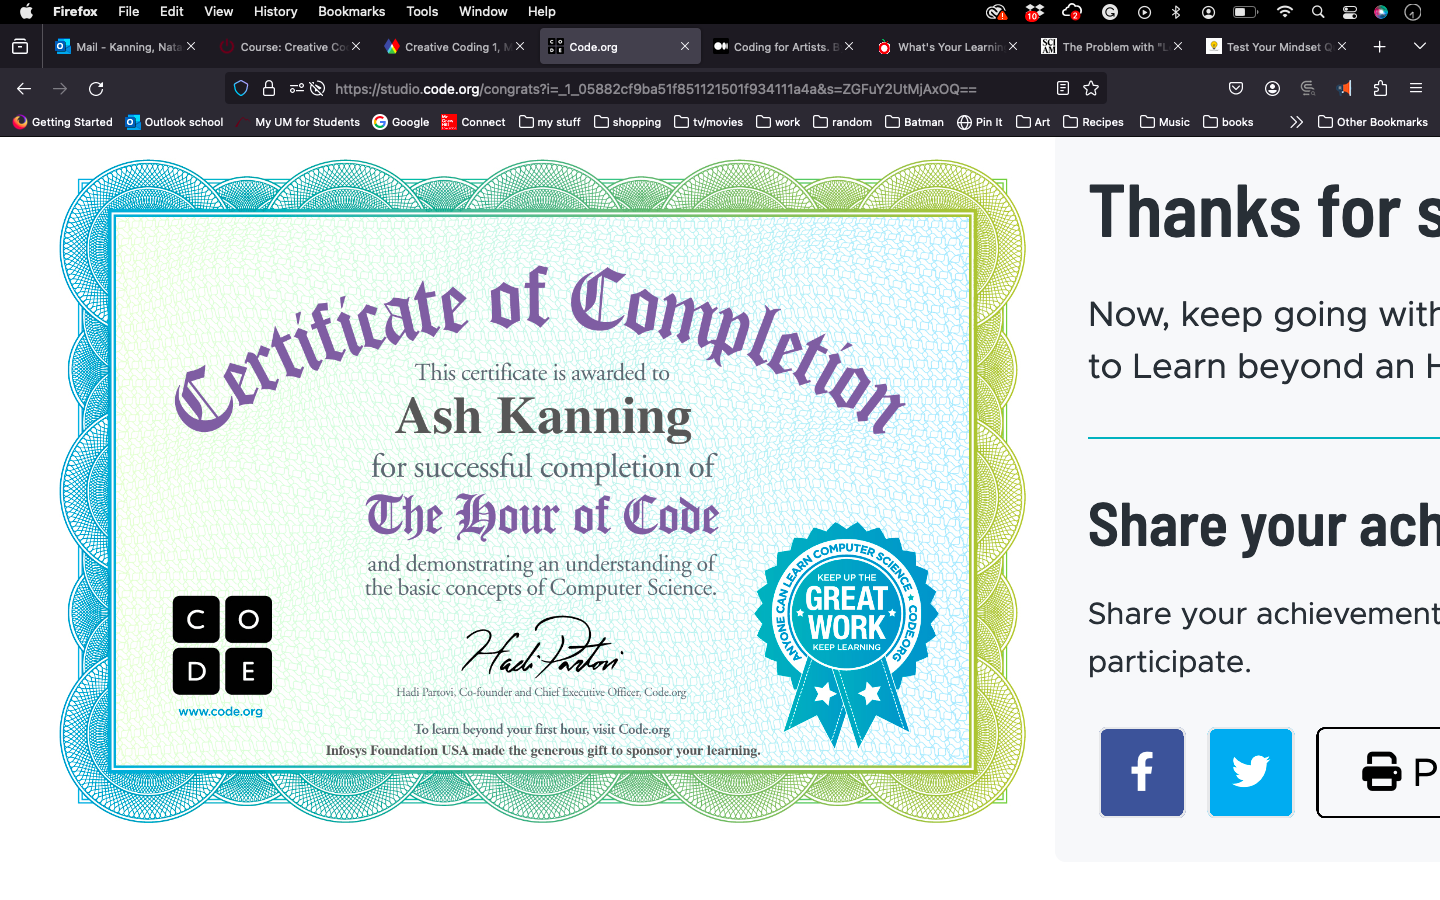 Firefox File Edit View History Bookmarks Tools Window Help
10 2
Mail - Kanning, Nata
Course: Creative Co
Creative Coding 1, M
Code.org
Coding for Artists. B
What's Your Learnin
The Problem with "L
Test Your Mindset Q
https://studio.code.org/congrats?i=_1_05882cf9ba51f851121501f934111a4a&s=ZGFuY2UtMjAxOQ==
Getting Started Outlook school My UM for Students Google Connect my stuff shopping tv/movies work random Batman Pin It Art Recipes Music books Other Bookmarks
Certificate of Completion
This certificate is awarded to
Ash Kanning
for successful completion of
The Hour of Code
and demonstrating an understanding of
the basic concepts of Computer Science.
Hadi Partovi
Hadi Partovi, Co-founder and Chief Executive Officer, Code.org
To learn beyond your first hour, visit Code.org
Infosys Foundation USA made the generous gift to sponsor your learning.
C O
D E
www.code.org
ANYONE CAN LEARN COMPUTER SCIENCE ★ CODE.ORG
KEEP UP THE
GREAT
WORK
KEEP LEARNING
Thanks for s
Now, keep going with
to Learn beyond an H
Share your ach
Share your achievement
participate.
P